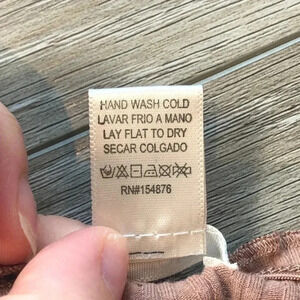 HAND WASH COLD
LAVAR FRIO A MANO
LAY FLAT TO DRY
SECAR COLGADO
RN#154876